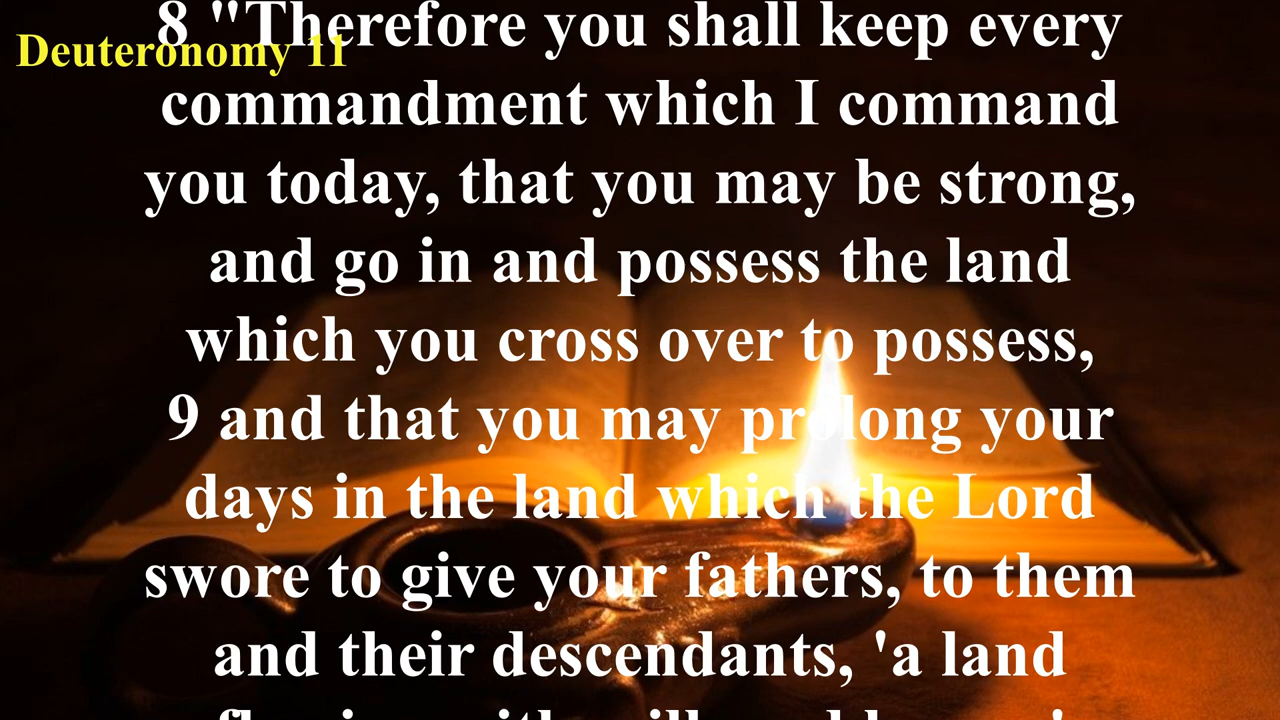 8 "Therefore you shall keep every
Deuteronomy 11
commandment which I command
you today, that you may be strong,
and go in and possess the land
which you cross over to possess,
9 and that you may prolong your
days in the land which the Lord
swore to give your fathers, to them
and their descendants, 'a land